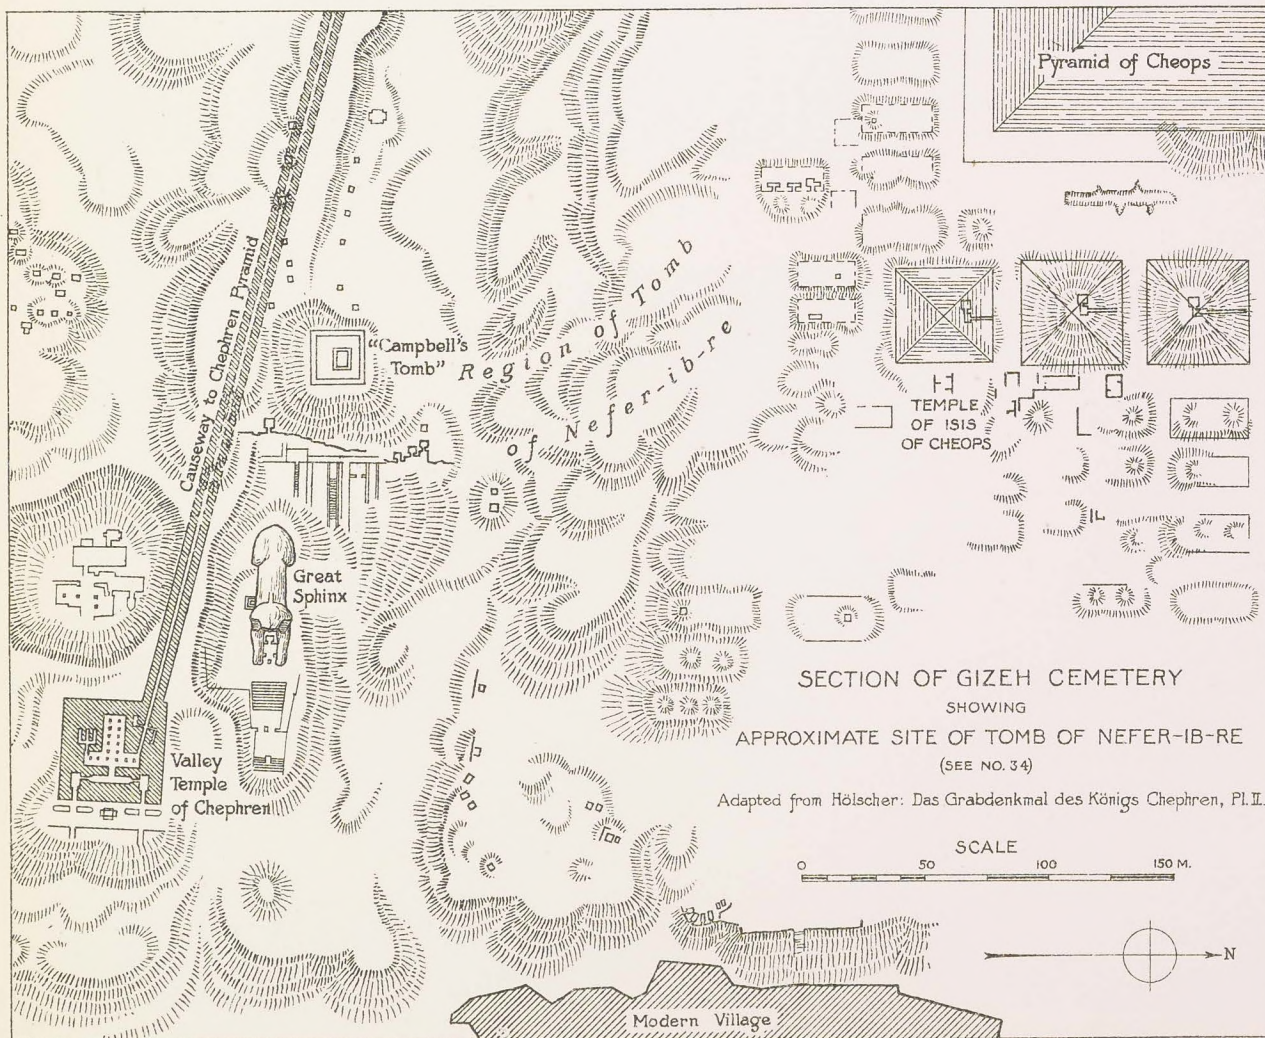 Pyramid of Cheops
Causeway to Chephren Pyramid
"Campbell's
Tomb"
Region of Tomb
of Nefer-ib-re
TEMPLE
OF ISIS
OF CHEOPS
Great
Sphinx
Valley
Temple
of Chephren
SECTION OF GIZEH CEMETERY
SHOWING
APPROXIMATE SITE OF TOMB OF NEFER-IB-RE
(SEE NO. 34)
Adapted from Hölscher: Das Grabdenkmal des Königs Chephren, Pl. II.
SCALE
0 50 100 150 M.
N
Modern Village